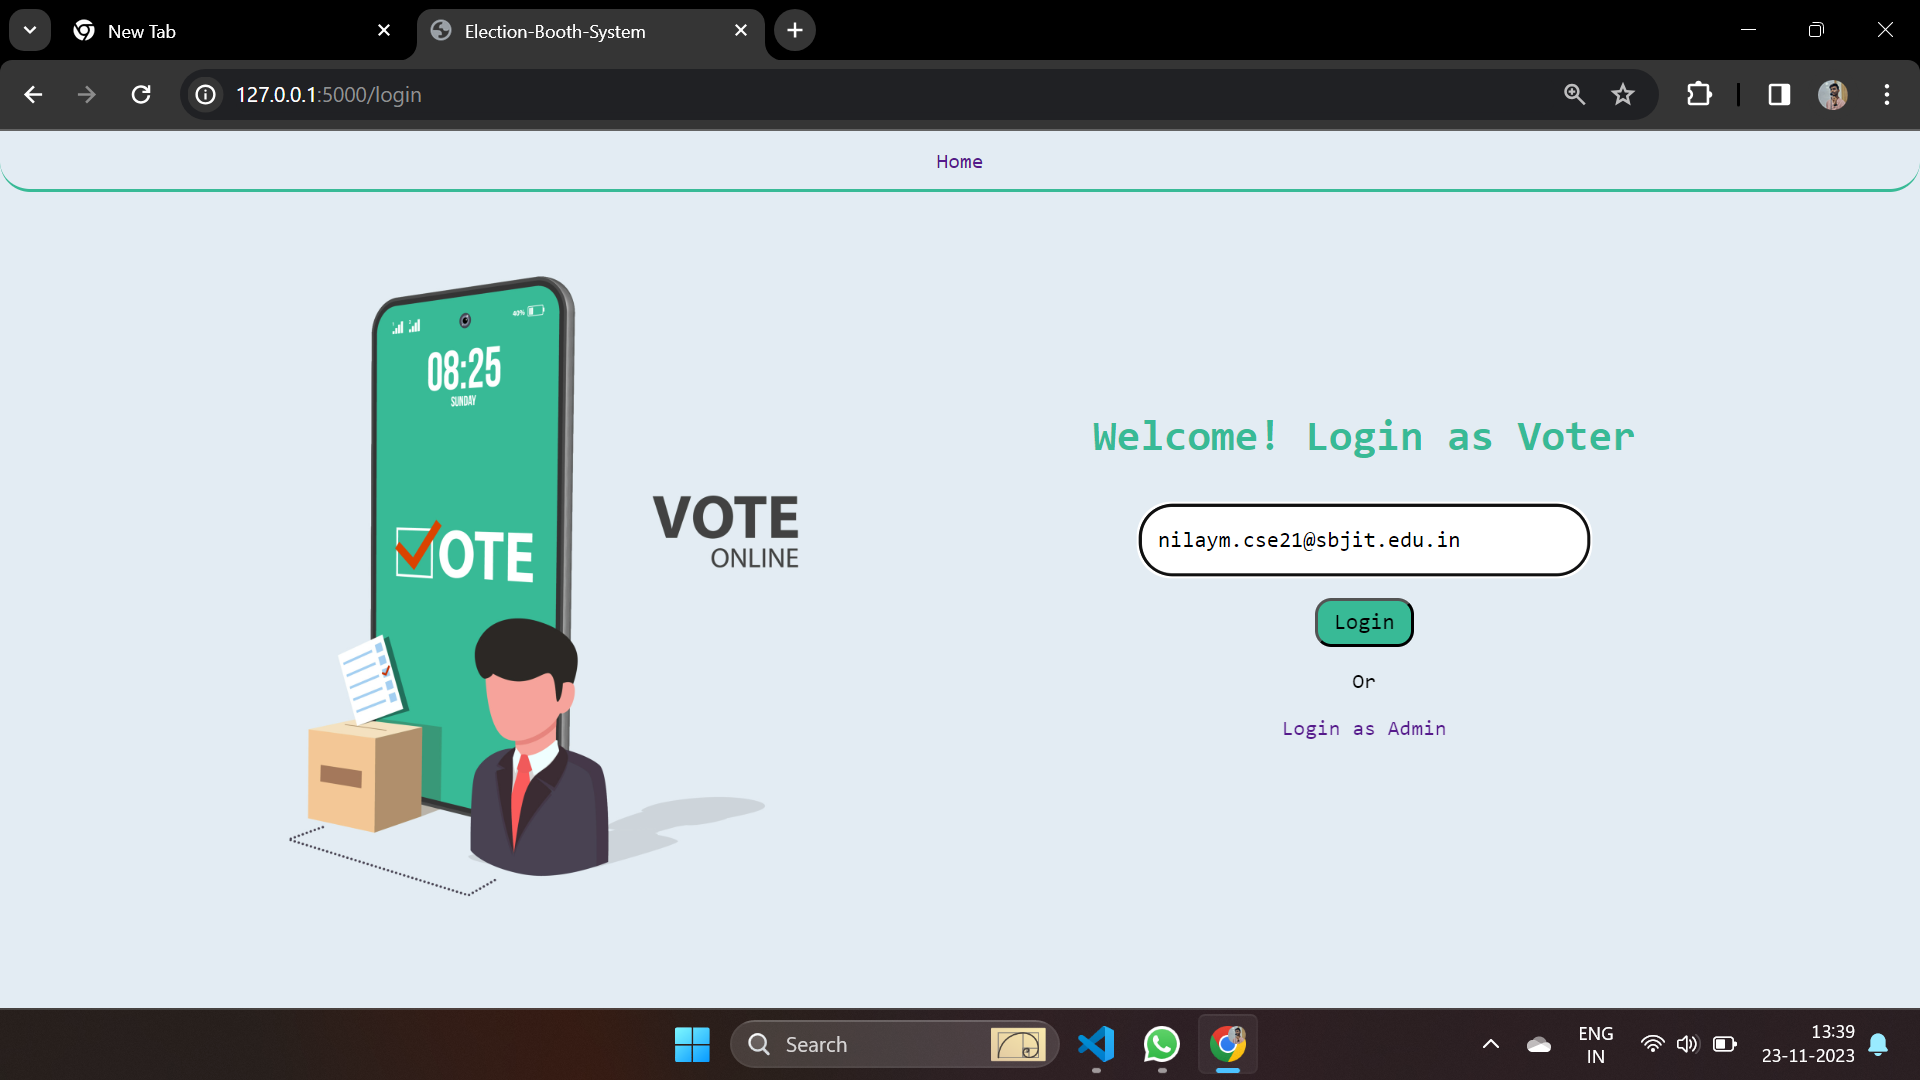 New Tab
Election-Booth-System
127.0.0.1:5000/login
Home
40%
08:25
SUNDAY
OTE
VOTE
ONLINE
Welcome! Login as Voter
nilaym.cse21@sbjit.edu.in
Login
Or
Login as Admin
Search
ENG
IN
13:39
23-11-2023